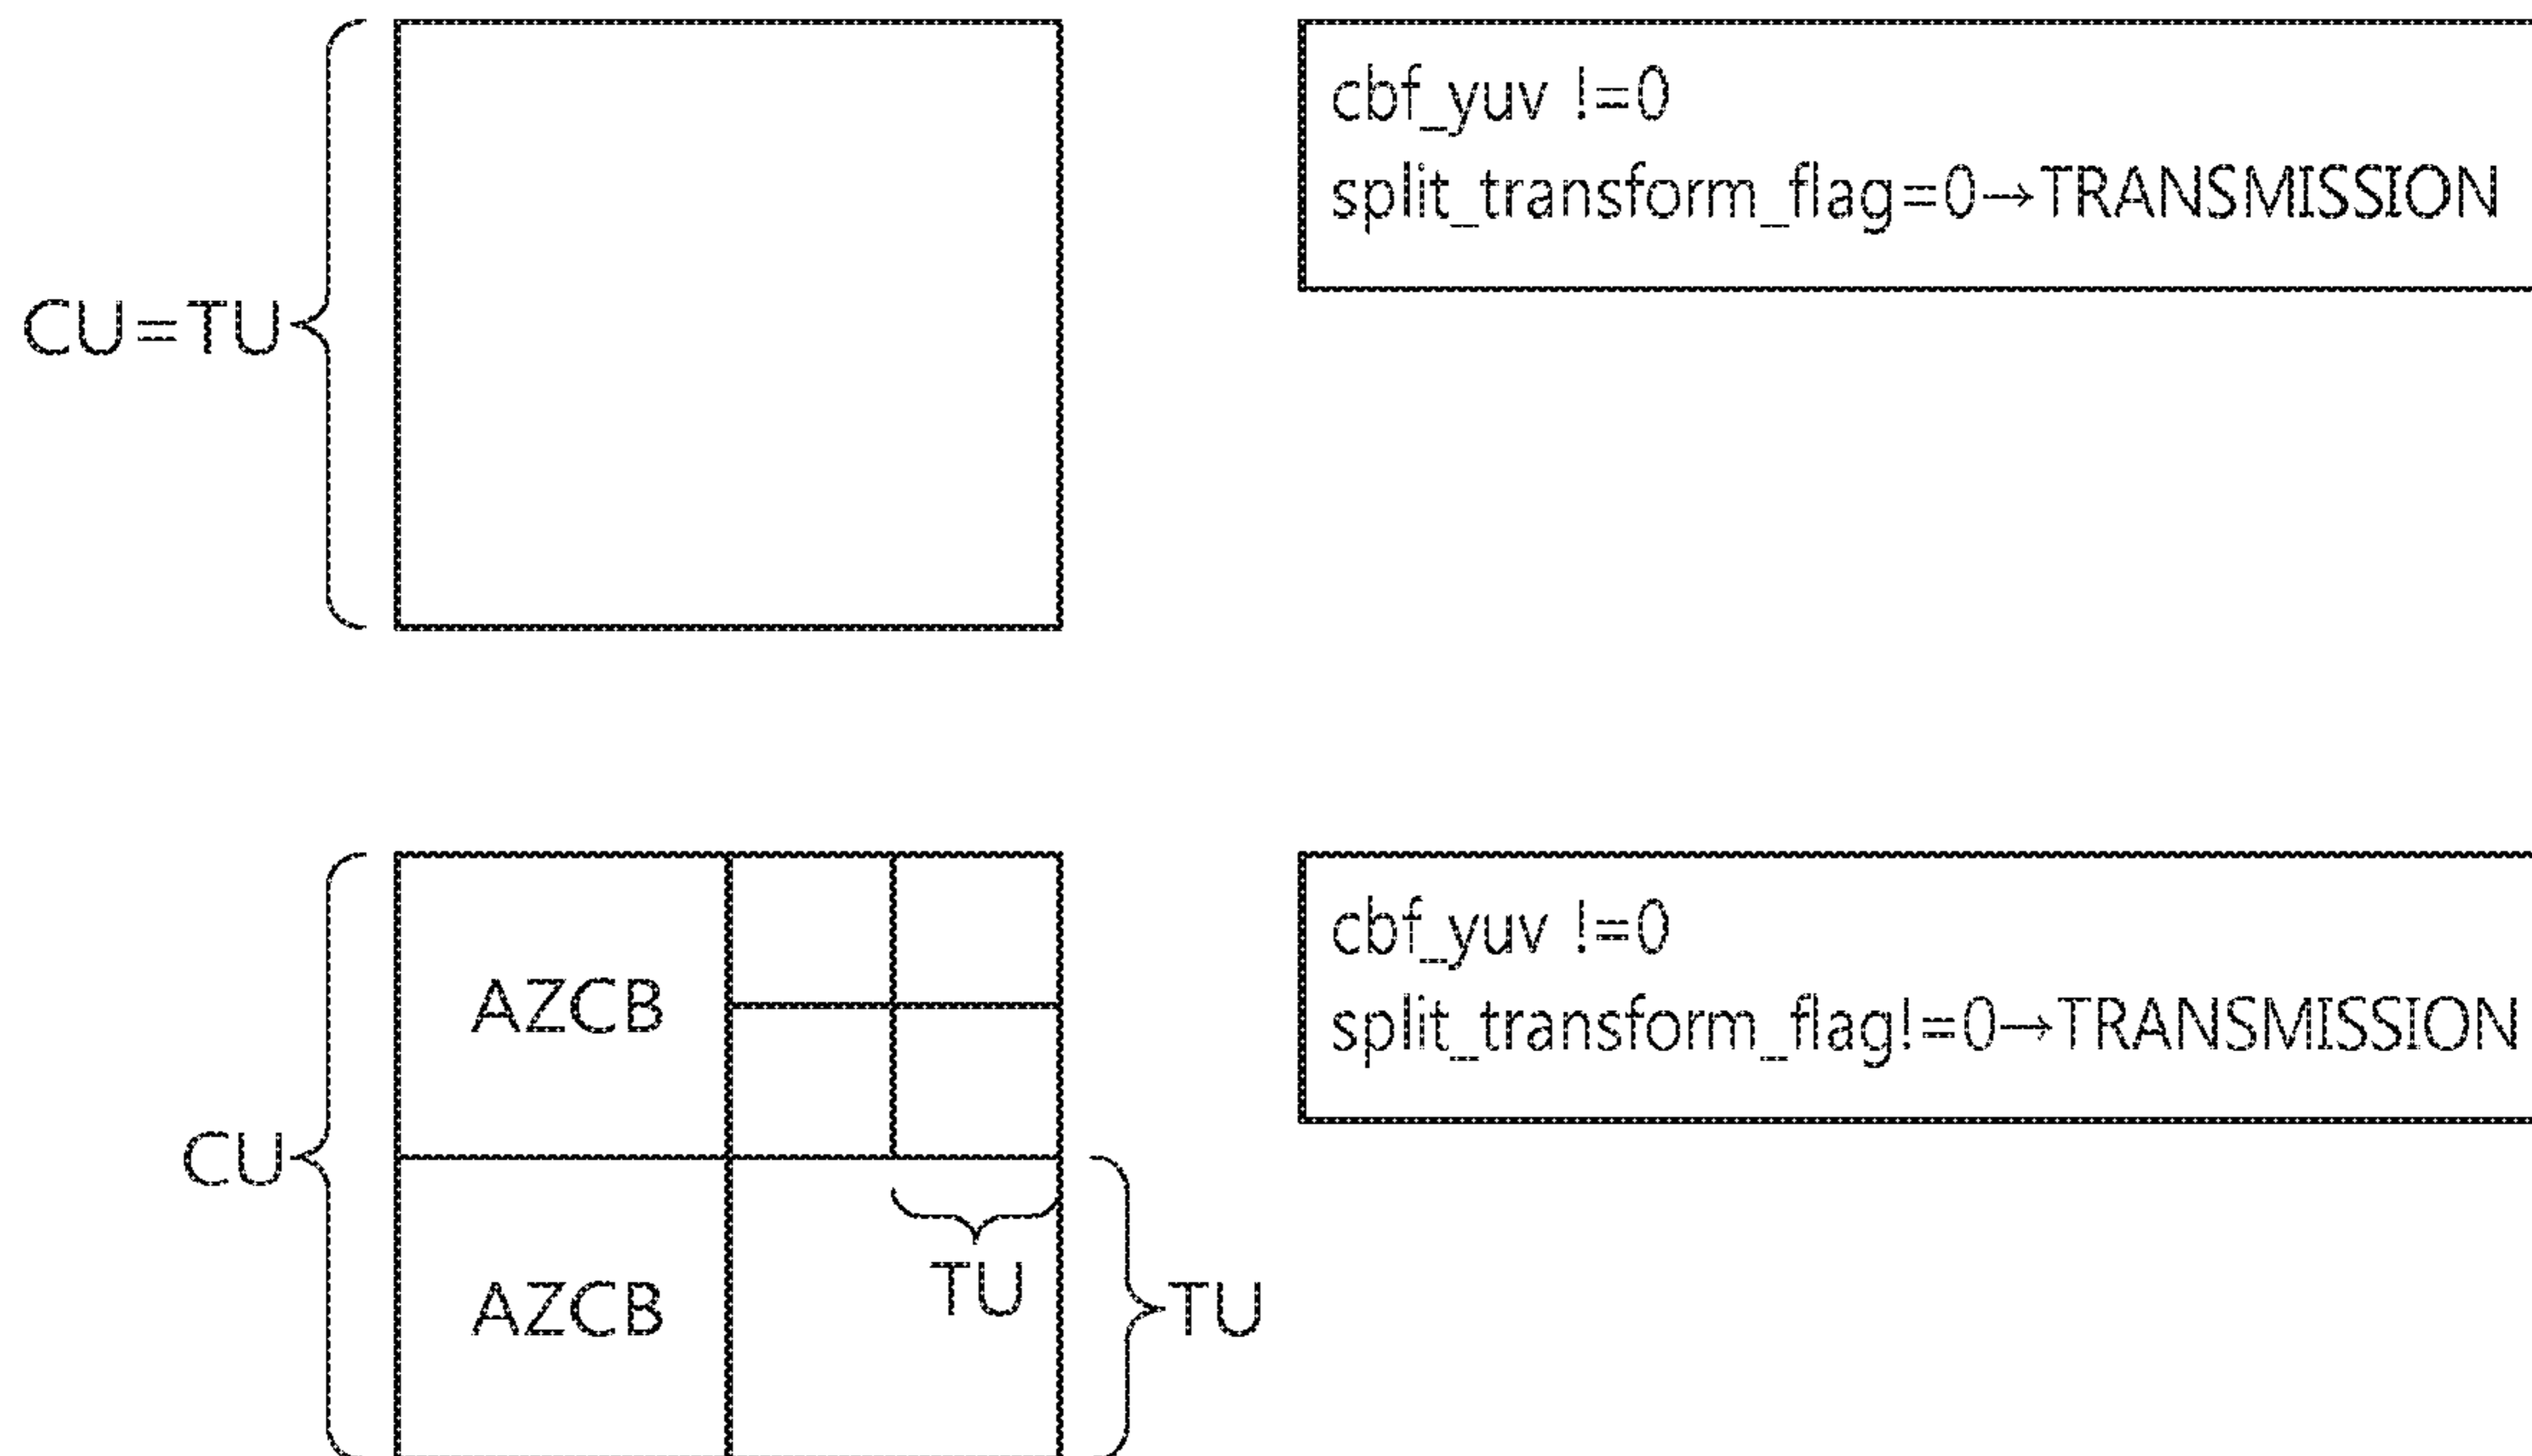 CU=TU
cbf_yuv !=0
split_transform_flag=0→TRANSMISSION
CU
AZCB
AZCB
TU
TU
cbf_yuv !=0
split_transform_flag!=0→TRANSMISSION